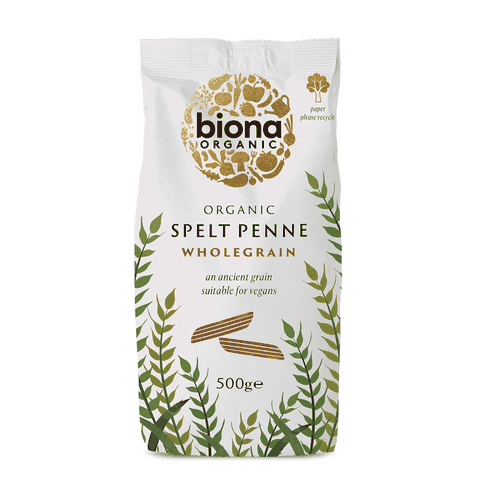 biona
ORGANIC
paper
please recycle
ORGANIC
SPELT PENNE
WHOLEGRAIN
an ancient grain
suitable for vegans
500g℮